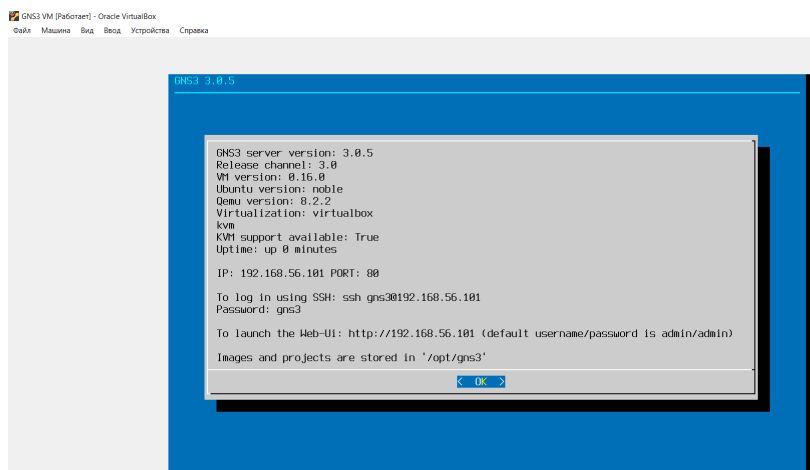 GNS3 VM [Работает] - Oracle VirtualBox
Файл Машина Вид Ввод Устройства Справка
GNS3 3.0.5
GNS3 server version: 3.0.5
Release channel: 3.0
VM version: 0.16.0
Ubuntu version: noble
Qemu version: 8.2.2
Virtualization: virtualbox
kvm
KVM support available: True
Uptime: up 0 minutes
IP: 192.168.56.101 PORT: 80
To log in using SSH: ssh gns3@192.168.56.101
Password: gns3
To launch the Web-Ui: http://192.168.56.101 (default username/password is admin/admin)
Images and projects are stored in '/opt/gns3'
< OK >